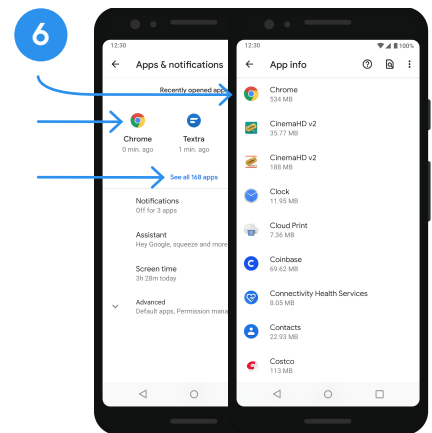 6
12:30
Apps & notifications
Recently opened apps
Chrome
0 min. ago
Textra
1 min. ago
See all 168 apps
Notifications
Off for 3 apps
Assistant
Hey Google, squeeze and more
Screen time
3h 28m today
Advanced
Default apps, Permission mana
12:30
100%
App info
Chrome
534 MB
CinemaHD v2
35.77 MB
CinemaHD v2
188 MB
Clock
11.95 MB
Cloud Print
7.36 MB
Coinbase
69.62 MB
Connectivity Health Services
8.05 MB
Contacts
22.93 MB
Costco
113 MB